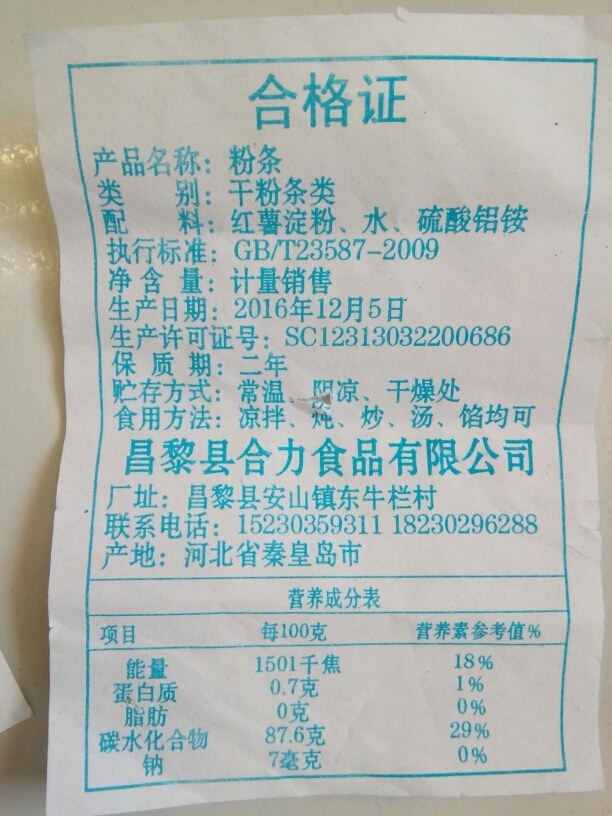 合格证
产品名称：粉条
类 别：干粉条类
配 料：红薯淀粉、水、硫酸铝铵
执行标准：GB/T23587-2009
净含量：计量销售
生产日期：2016年12月5日
生产许可证号：SC12313032200686
保质期：二年
贮存方式：常温、阴凉、干燥处
食用方法：凉拌、炖、炒、汤、馅均可
昌黎县合力食品有限公司
厂址：昌黎县安山镇东牛栏村
联系电话：15230359311 18230296288
产地：河北省秦皇岛市
营养成分表
项目 每100克 营养素参考值%
能量 1501千焦 18%
蛋白质 0.7克 1%
脂肪 0克 0%
碳水化合物 87.6克 29%
钠 7毫克 0%